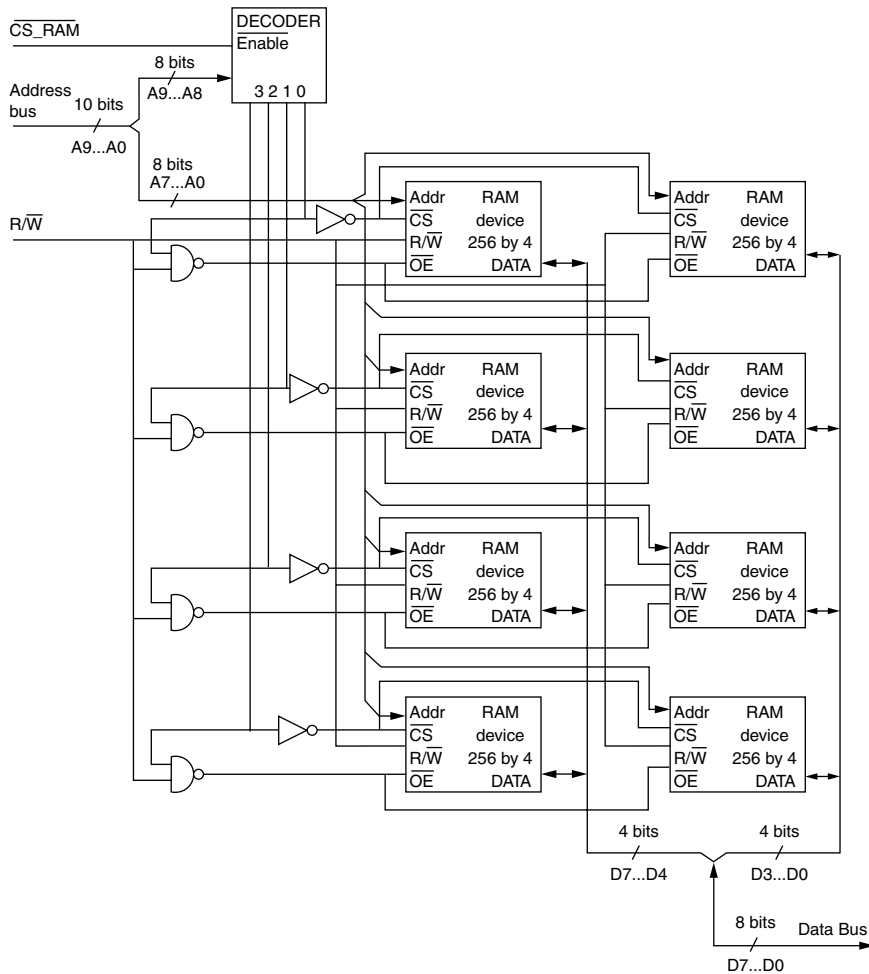 CS_RAM
DECODER
Enable
8 bits
A9...A8
3 2 1 0
Address
bus
10 bits
A9...A0
8 bits
A7...A0
R/W
Addr RAM
CS device
R/W 256 by 4
OE DATA
Addr RAM
CS device
R/W 256 by 4
OE DATA
Addr RAM
CS device
R/W 256 by 4
OE DATA
Addr RAM
CS device
R/W 256 by 4
OE DATA
Addr RAM
CS device
R/W 256 by 4
OE DATA
Addr RAM
CS device
R/W 256 by 4
OE DATA
Addr RAM
CS device
R/W 256 by 4
OE DATA
Addr RAM
CS device
R/W 256 by 4
OE DATA
4 bits
D7...D4
4 bits
D3...D0
8 bits
Data Bus
D7...D0